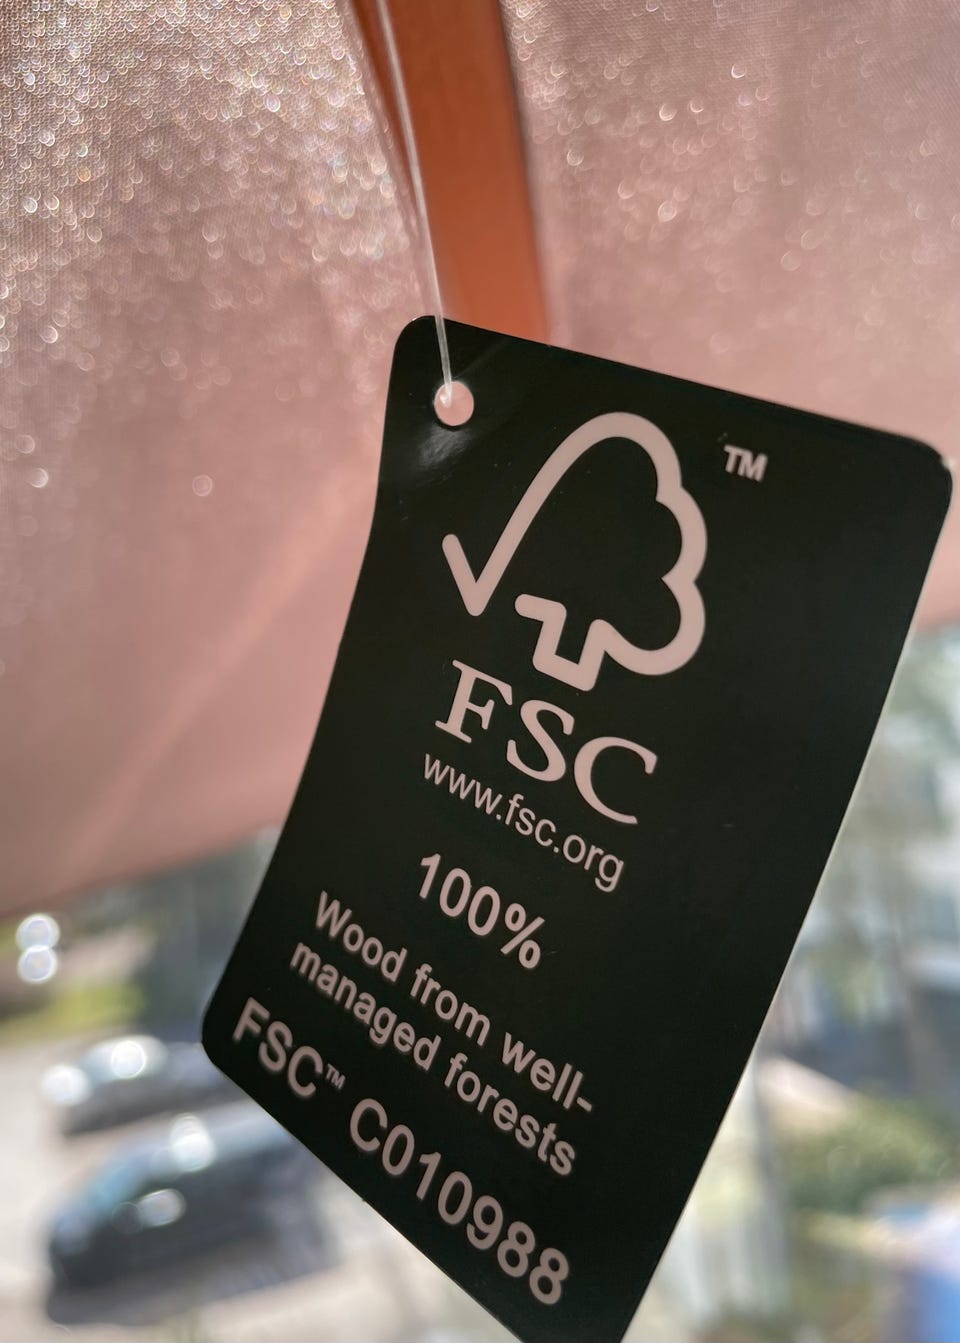 TM
FSC
www.fsc.org
100%
Wood from well-
managed forests
FSC™ C010988